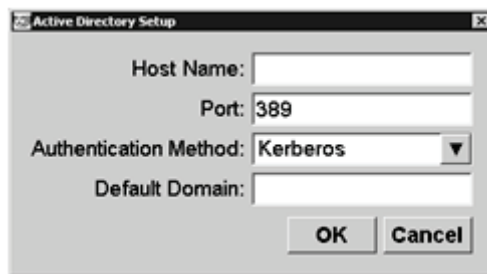 Active Directory Setup
Host Name:
Port: 389
Authentication Method: Kerberos
Default Domain:
OK Cancel